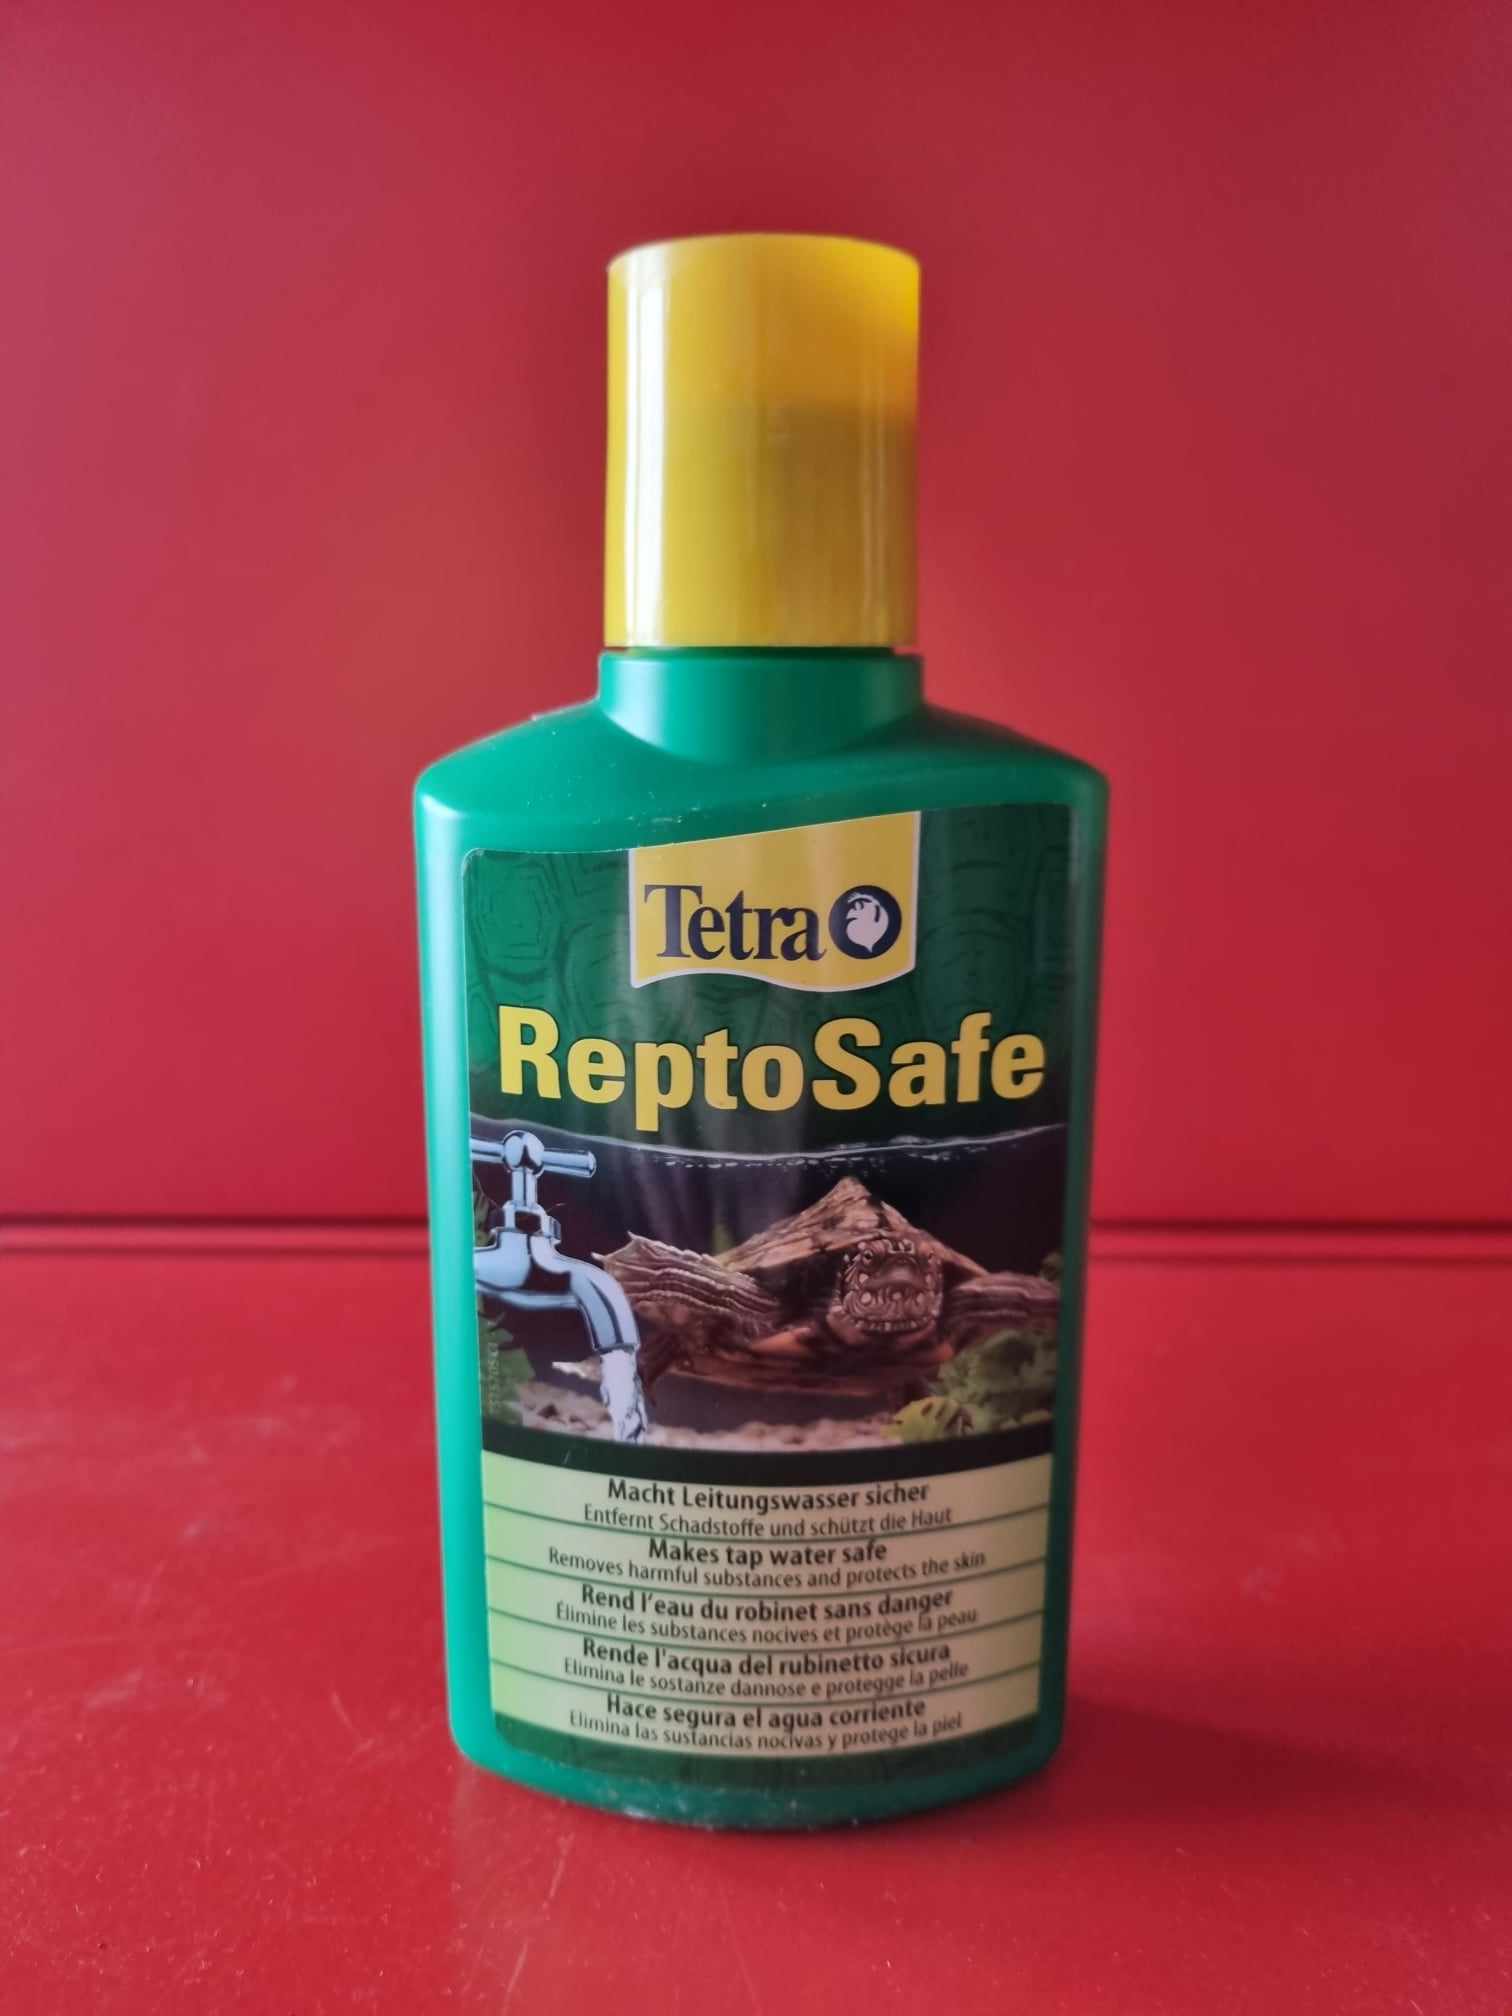 Tetra
ReptoSafe
Macht Leitungswasser sicher
Entfernt Schadstoffe und schützt die Haut
Makes tap water safe
Removes harmful substances and protects the skin
Rend l'eau du robinet sans danger
Élimine les substances nocives et protège la peau
Rende l'acqua del rubinetto sicura
Elimina le sostanze dannose e protegge la pelle
Hace segura el agua corriente
Elimina las sustancias nocivas y protege la piel